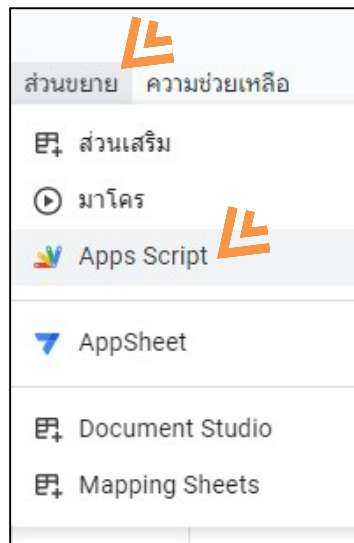 ส่วนขยาย ความช่วยเหลือ
ส่วนเสริม
มาโคร
Apps Script
AppSheet
Document Studio
Mapping Sheets